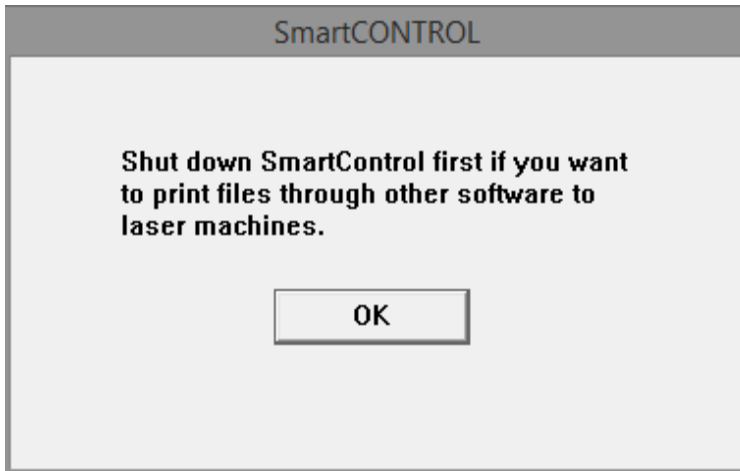 SmartCONTROL
Shut down SmartControl first if you want
to print files through other software to
laser machines.
OK